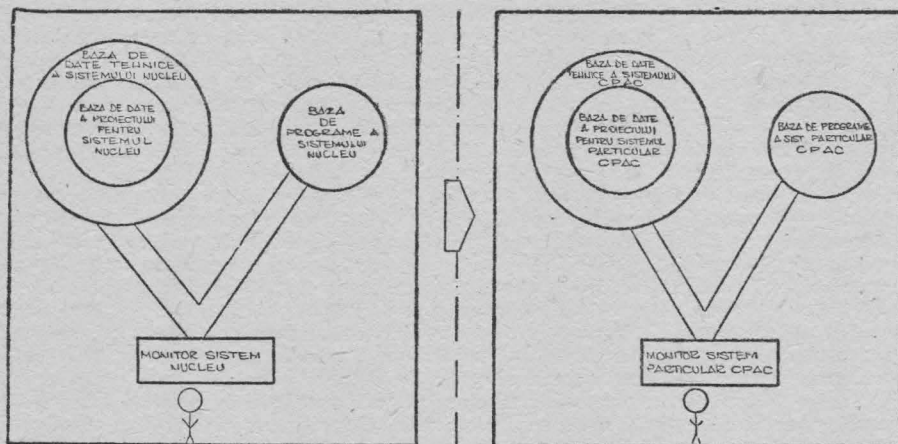 BAZA DE
DATE TEHNICE
A SISTEMULUI NUCLEU
BAZA DE DATE
A PROIECTULUI
PENTRU
SISTEMUL
NUCLEU
BAZA
DE
PROGRAME A
SISTEMULUI
NUCLEU
MONITOR SISTEM
NUCLEU
BAZA DE DATE
TEHNICE A SISTEMULUI
CPAC
BAZA DE DATE
A PROIECTULUI
PENTRU SISTEMUL
PARTICULAR
CPAC
BAZA DE PROGRAME
A SIST. PARTICULAR
CPAC
MONITOR SISTEM
PARTICULAR CPAC